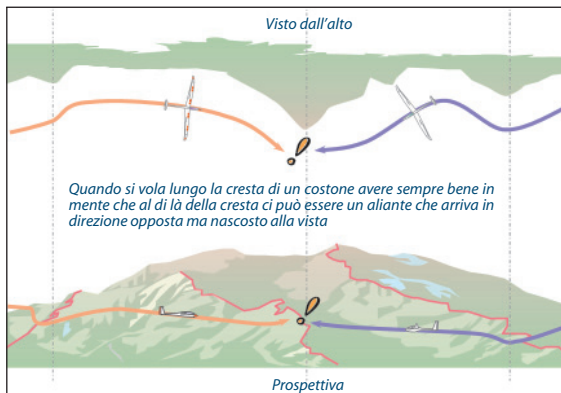 Visto dall'alto
Quando si vola lungo la cresta di un costone avere sempre bene in
mente che al di là della cresta ci può essere un aliante che arriva in
direzione opposta ma nascosto alla vista
Prospettiva